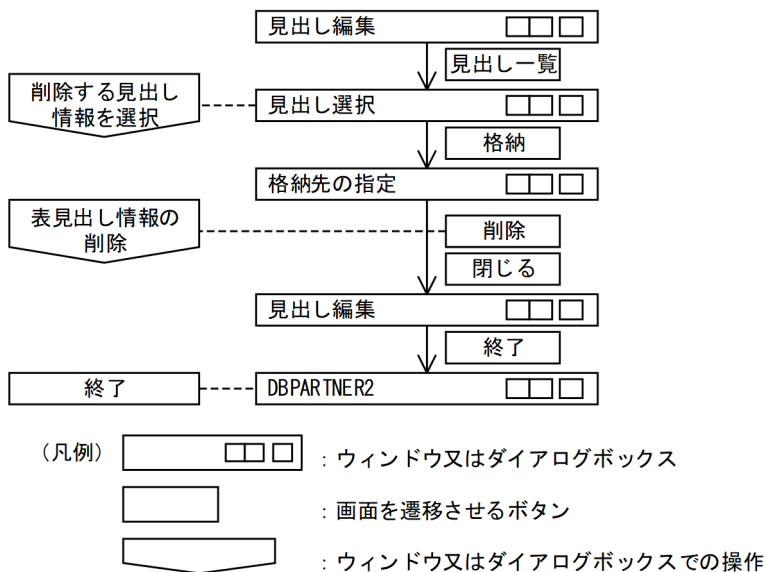 見出し編集
見出し一覧
削除する見出し
情報を選択
見出し選択
格納
格納先の指定
表見出し情報の
削除
削除
閉じる
見出し編集
終了
終了
DBPARTNER2
(凡例)
:ウィンドウ又はダイアログボックス
:画面を遷移させるボタン
:ウィンドウ又はダイアログボックスでの操作